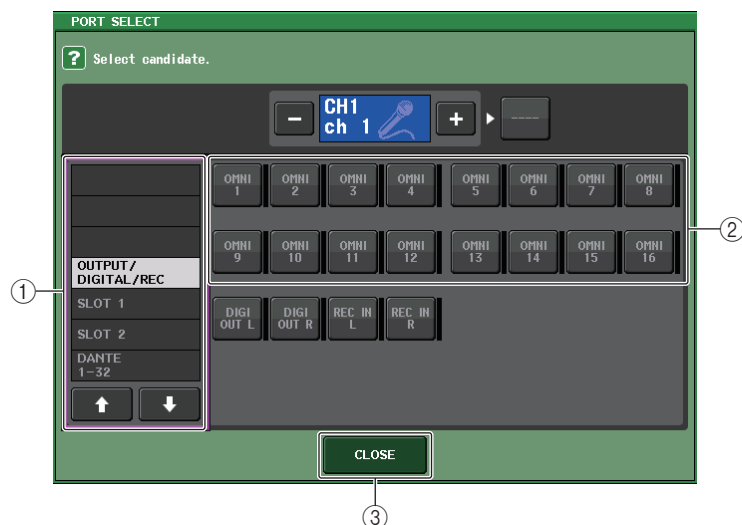 PORT SELECT
? Select candidate.
− CH1 + ----
ch 1
OUTPUT/
DIGITAL/REC
SLOT 1
SLOT 2
DANTE
1-32
OMNI 1
OMNI 2
OMNI 3
OMNI 4
OMNI 5
OMNI 6
OMNI 7
OMNI 8
OMNI 9
OMNI 10
OMNI 11
OMNI 12
OMNI 13
OMNI 14
OMNI 15
OMNI 16
DIGI OUT L
DIGI OUT R
REC IN L
REC IN R
CLOSE
①
②
③